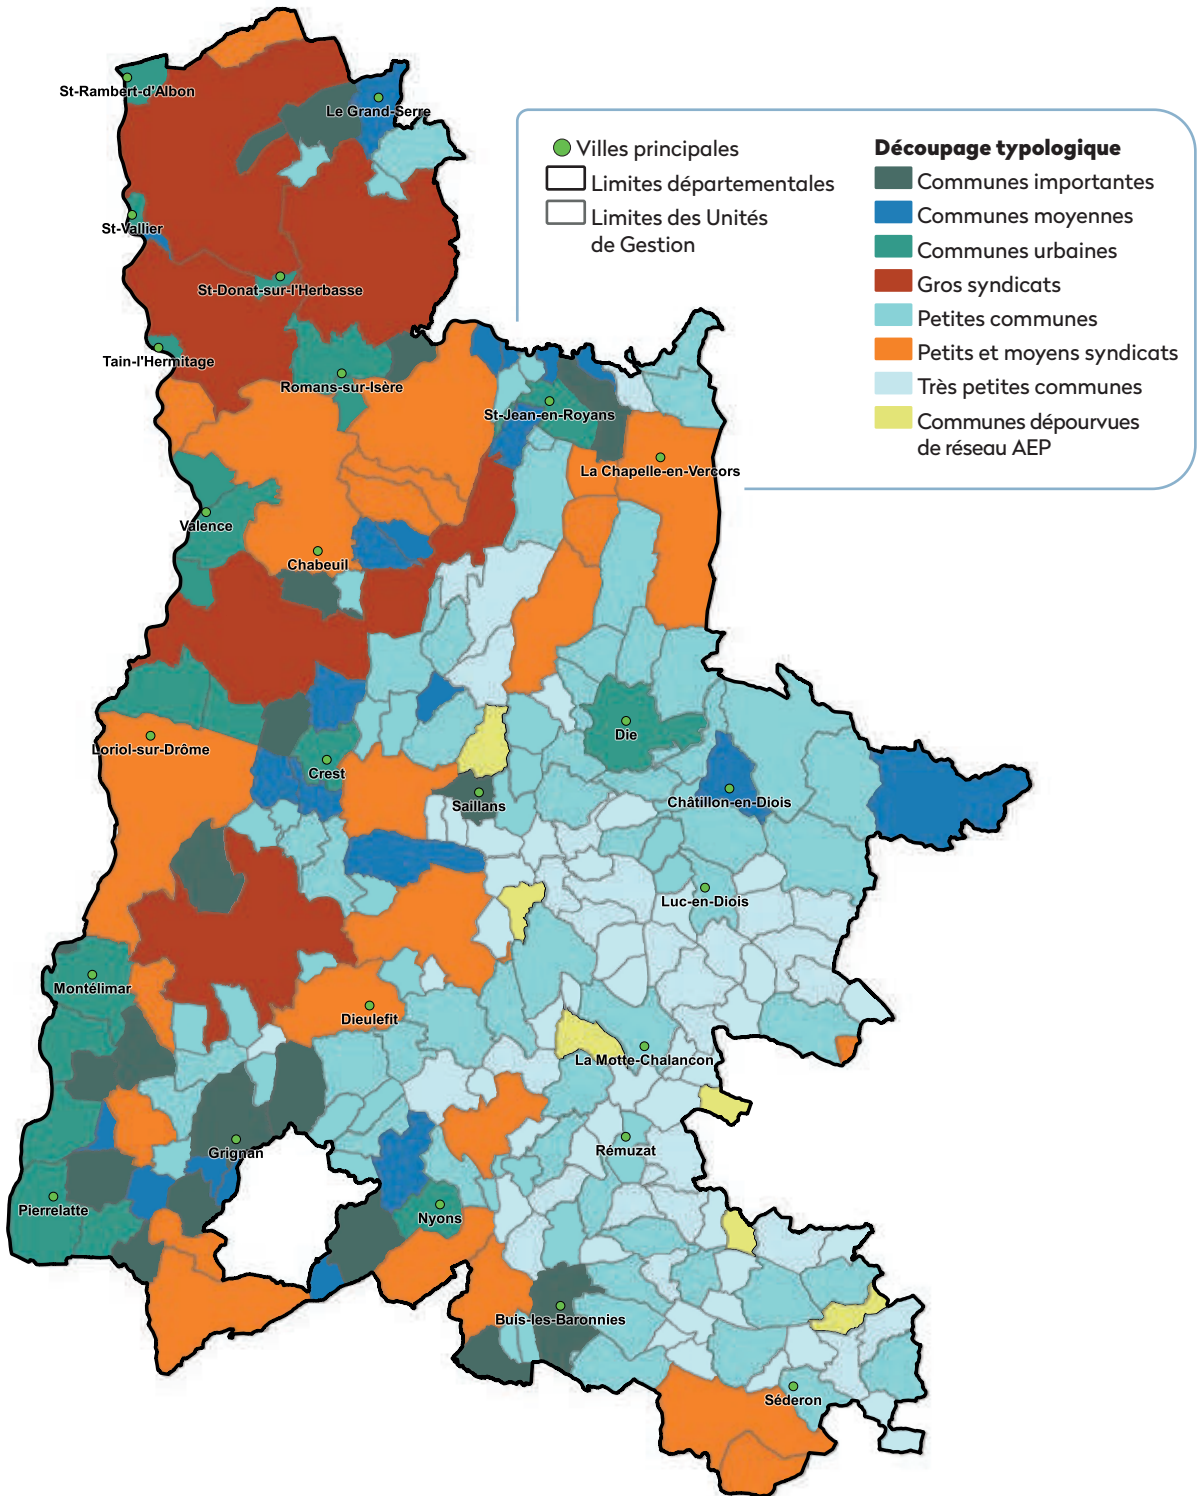 St-Rambert-d'Albon
Le Grand-Serre
Villes principales
Limites départementales
Limites des Unités
de Gestion
Découpage typologique
Communes importantes
Communes moyennes
Communes urbaines
Gros syndicats
Petites communes
Petits et moyens syndicats
Très petites communes
Communes dépourvues
de réseau AEP
St-Vallier
St-Donat-sur-l'Herbasse
Tain-l'Hermitage
Romans-sur-Isère
St-Jean-en-Royans
La Chapelle-en-Vercors
Valence
Chabeuil
Die
Loriol-sur-Drôme
Crest
Saillans
Châtillon-en-Diois
Luc-en-Diois
Montélimar
Dieulefit
La Motte-Chalancon
Grignan
Rémuzat
Pierrelatte
Nyons
Buis-les-Baronnies
Séderon